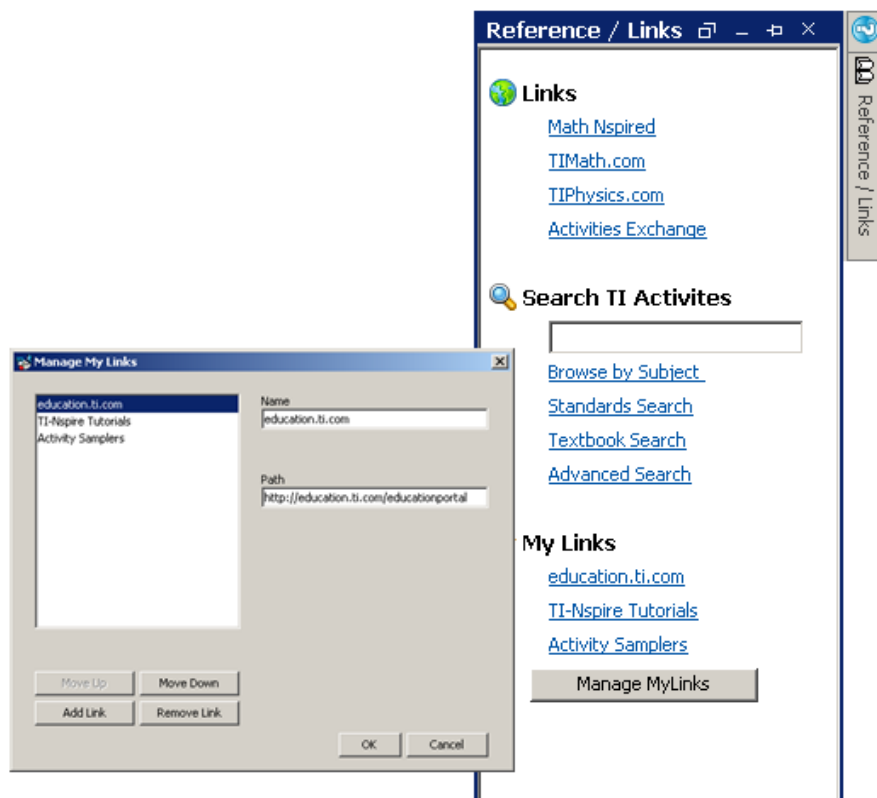 Reference / Links
Reference / Links
Links
Math Nspired
TIMath.com
TIPhysics.com
Activities Exchange
Search TI Activites
Browse by Subject
Standards Search
Textbook Search
Advanced Search
My Links
education.ti.com
TI-Nspire Tutorials
Activity Samplers
Manage MyLinks
Manage My Links
education.ti.com
TI-Nspire Tutorials
Activity Samplers
Name
education.ti.com
Path
http://education.ti.com/educationportal
Move Up
Move Down
Add Link
Remove Link
OK
Cancel